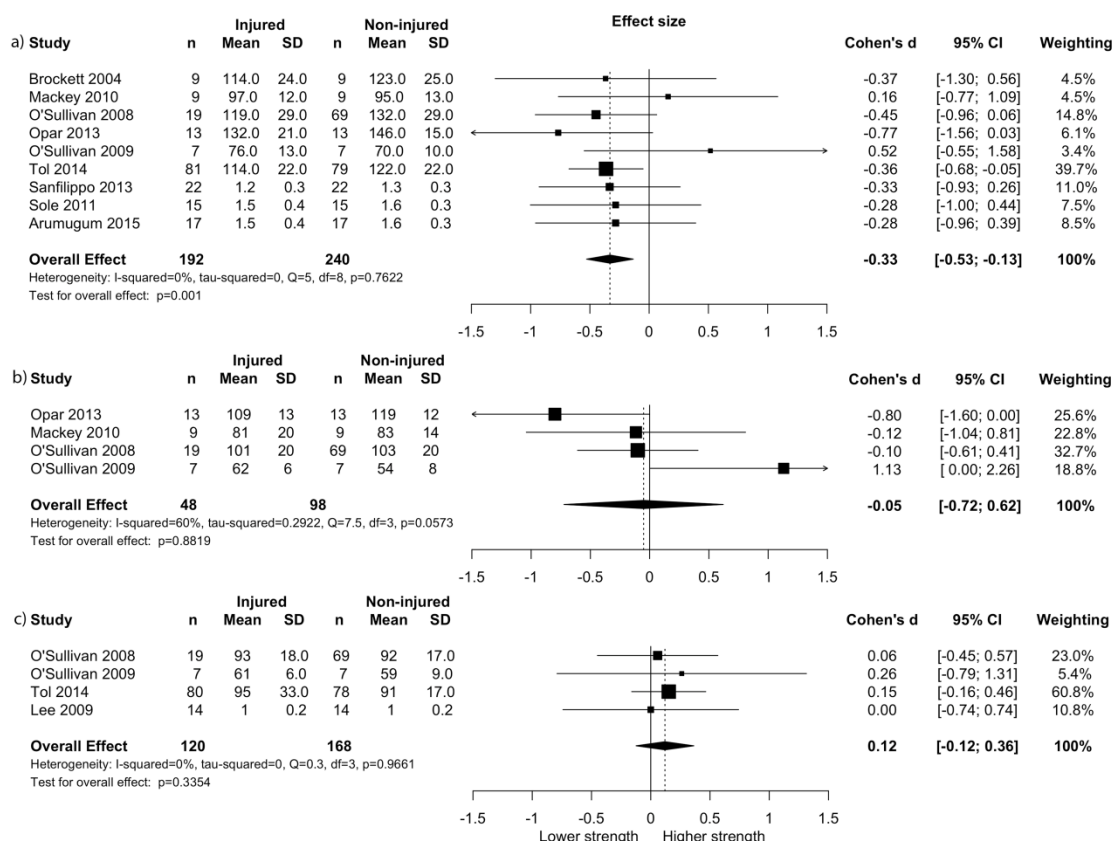 Injured Non-injured Effect size
a) Study n Mean SD n Mean SD Cohen's d 95% CI Weighting
Brockett 2004 9 114.0 24.0 9 123.0 25.0 -0.37 [-1.30; 0.56] 4.5%
Mackey 2010 9 97.0 12.0 9 95.0 13.0 0.16 [-0.77; 1.09] 4.5%
O'Sullivan 2008 19 119.0 29.0 69 132.0 29.0 -0.45 [-0.96; 0.06] 14.8%
Opar 2013 13 132.0 21.0 13 146.0 15.0 -0.77 [-1.56; 0.03] 6.1%
O'Sullivan 2009 7 76.0 13.0 7 70.0 10.0 0.52 [-0.55; 1.58] 3.4%
Tol 2014 81 114.0 22.0 79 122.0 22.0 -0.36 [-0.68; -0.05] 39.7%
Sanfilippo 2013 22 1.2 0.3 22 1.3 0.3 -0.33 [-0.93; 0.26] 11.0%
Sole 2011 15 1.5 0.4 15 1.6 0.3 -0.28 [-1.00; 0.44] 7.5%
Arumugum 2015 17 1.5 0.4 17 1.6 0.3 -0.28 [-0.96; 0.39] 8.5%
Overall Effect 192 240 -0.33 [-0.53; -0.13] 100%
Heterogeneity: I-squared=0%, tau-squared=0, Q=5, df=8, p=0.7622
Test for overall effect: p=0.001
-1.5 -1 -0.5 0 0.5 1 1.5
Injured Non-injured
b) Study n Mean SD n Mean SD Cohen's d 95% CI Weighting
Opar 2013 13 109 13 13 119 12 -0.80 [-1.60; 0.00] 25.6%
Mackey 2010 9 81 20 9 83 14 -0.12 [-1.04; 0.81] 22.8%
O'Sullivan 2008 19 101 20 69 103 20 -0.10 [-0.61; 0.41] 32.7%
O'Sullivan 2009 7 62 6 7 54 8 1.13 [ 0.00; 2.26] 18.8%
Overall Effect 48 98 -0.05 [-0.72; 0.62] 100%
Heterogeneity: I-squared=60%, tau-squared=0.2922, Q=7.5, df=3, p=0.0573
Test for overall effect: p=0.8819
-1.5 -1 -0.5 0 0.5 1 1.5
Injured Non-injured
c) Study n Mean SD n Mean SD Cohen's d 95% CI Weighting
O'Sullivan 2008 19 93 18.0 69 92 17.0 0.06 [-0.45; 0.57] 23.0%
O'Sullivan 2009 7 61 6.0 7 59 9.0 0.26 [-0.79; 1.31] 5.4%
Tol 2014 80 95 33.0 78 91 17.0 0.15 [-0.16; 0.46] 60.8%
Lee 2009 14 1 0.2 14 1 0.2 0.00 [-0.74; 0.74] 10.8%
Overall Effect 120 168 0.12 [-0.12; 0.36] 100%
Heterogeneity: I-squared=0%, tau-squared=0, Q=0.3, df=3, p=0.9661
Test for overall effect: p=0.3354
-1.5 -1 -0.5 0 0.5 1 1.5
Lower strength Higher strength